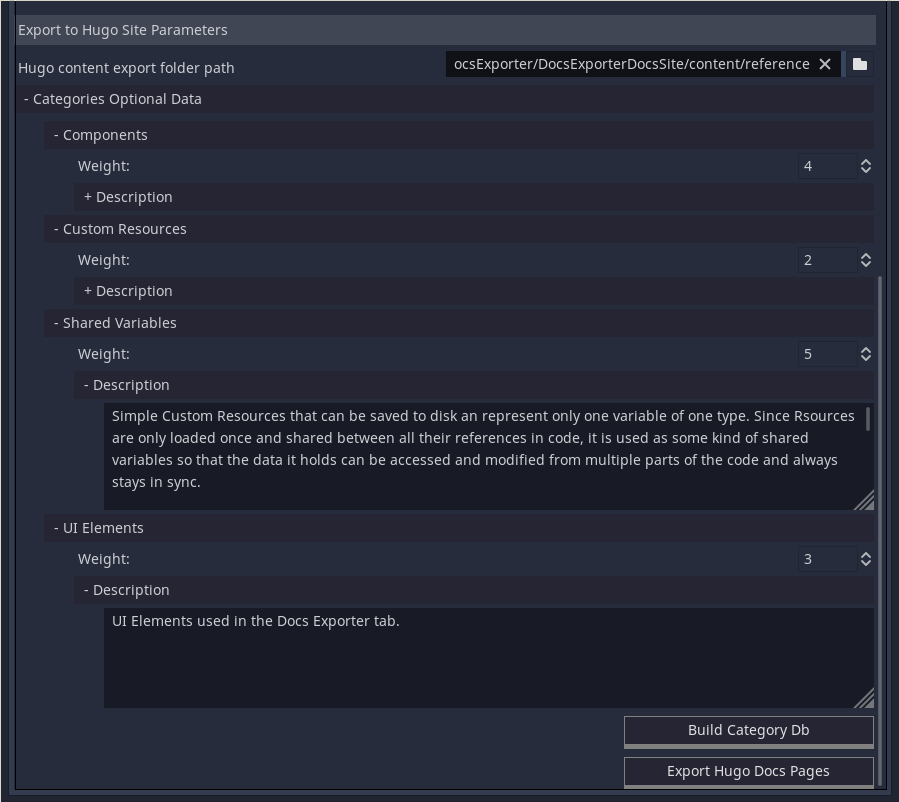 Export to Hugo Site Parameters
Hugo content export folder path
ocsExporter/DocsExporterDocsSite/content/reference
- Categories Optional Data
- Components
Weight: 4
+ Description
- Custom Resources
Weight: 2
+ Description
- Shared Variables
Weight: 5
- Description
Simple Custom Resources that can be saved to disk an represent only one variable of one type. Since Rsources
are only loaded once and shared between all their references in code, it is used as some kind of shared
variables so that the data it holds can be accessed and modified from multiple parts of the code and always
stays in sync.
- UI Elements
Weight: 3
- Description
UI Elements used in the Docs Exporter tab.
Build Category Db
Export Hugo Docs Pages